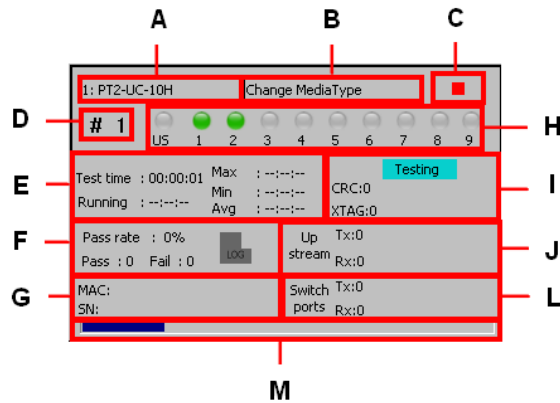 A B C
1: PT2-UC-10H Change MediaType
D # 1 H
US 1 2 3 4 5 6 7 8 9
E Test time : 00:00:01 Max : --:--:-- Testing I
Running : --:--:-- Min : --:--:-- CRC:0
Avg : --:--:-- XTAG:0
F Pass rate : 0% LOG Up stream Tx:0 J
Pass : 0 Fail : 0 Rx:0
G MAC: Switch ports Tx:0 L
SN: Rx:0
M